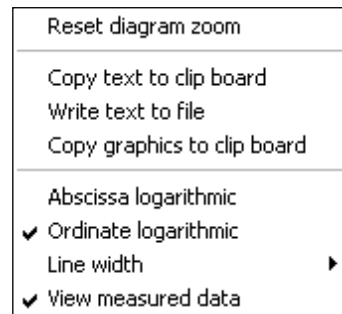 Reset diagram zoom
Copy text to clip board
Write text to file
Copy graphics to clip board
Abscissa logarithmic
Ordinate logarithmic
Line width
View measured data